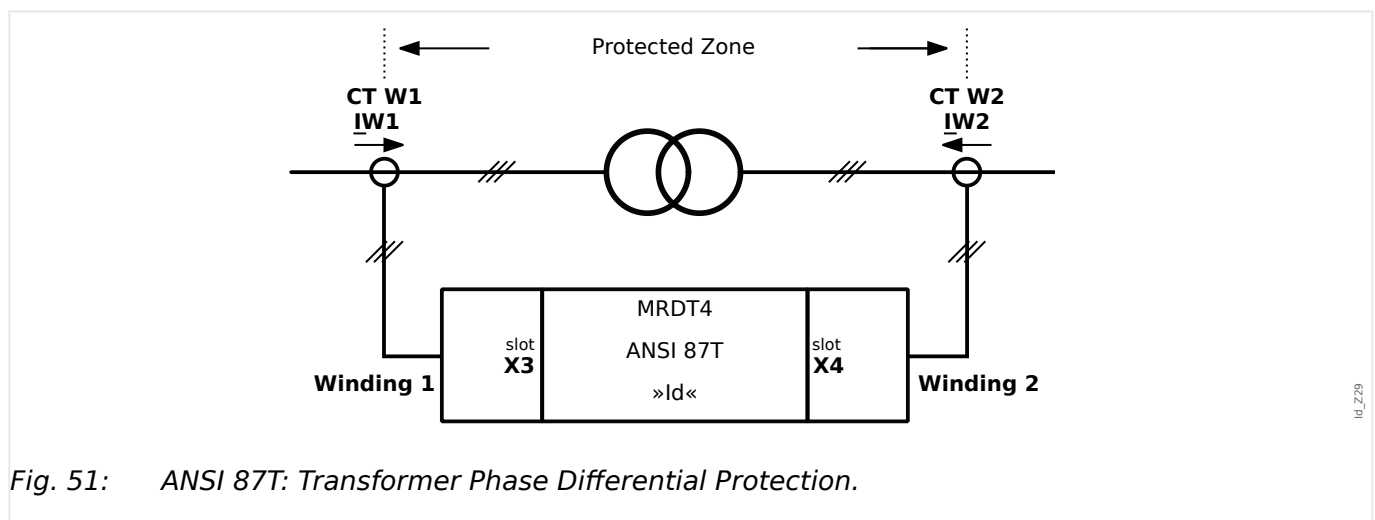 Protected Zone
CT W1
IW1
CT W2
IW2
MRDT4
ANSI 87T
»Id«
slot
X3
slot
X4
Winding 1
Winding 2
Id_Z29
Fig. 51: ANSI 87T: Transformer Phase Differential Protection.